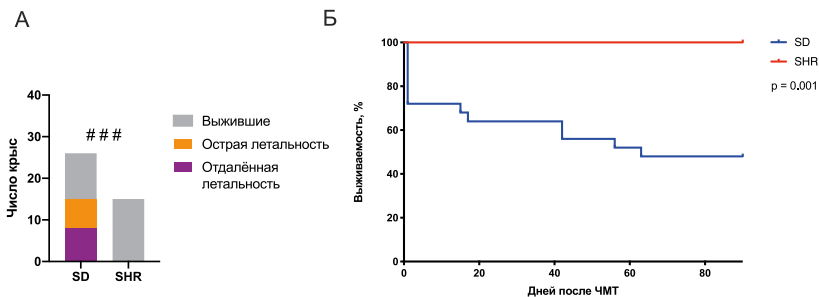 А
Число крыс
40
30
20
10
0
# # #
SD
SHR
Выжившие
Острая летальность
Отдалённая
летальность
Б
Выживаемость, %
100
80
60
40
20
0
0
20
40
60
80
Дней после ЧМТ
SD
SHR
p = 0.001